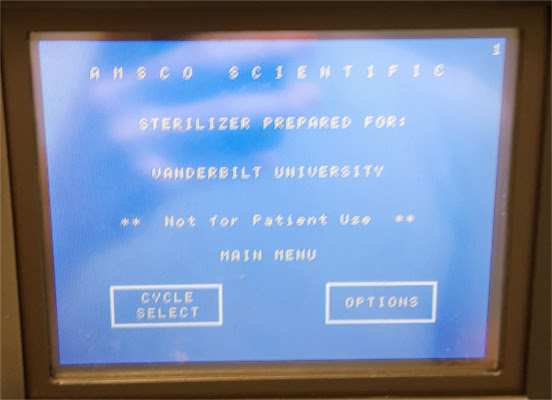 1
AMSCO SCIENTIFIC
STERILIZER PREPARED FOR:
VANDERBILT UNIVERSITY
** Not for Patient Use **
MAIN MENU
CYCLE
SELECT
OPTIONS